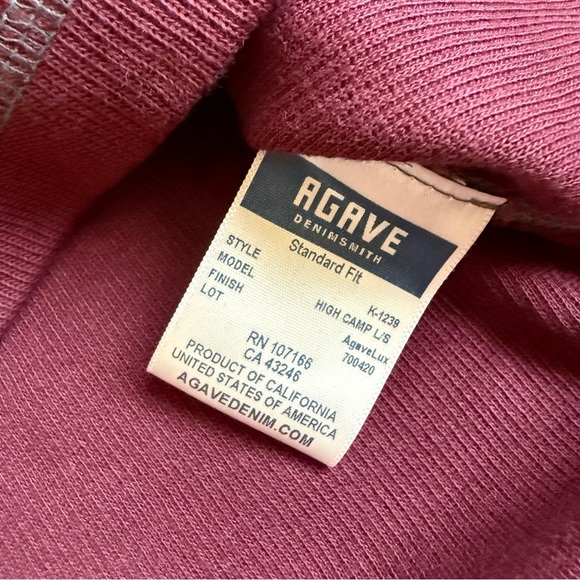 AGAVE
DENIMSMITH
Standard Fit
STYLE K-1239
MODEL HIGH CAMP L/S
FINISH AgaveLux
LOT 700420
RN 107166
CA 43246
PRODUCT OF CALIFORNIA
UNITED STATES OF AMERICA
AGAVEDENIM.COM